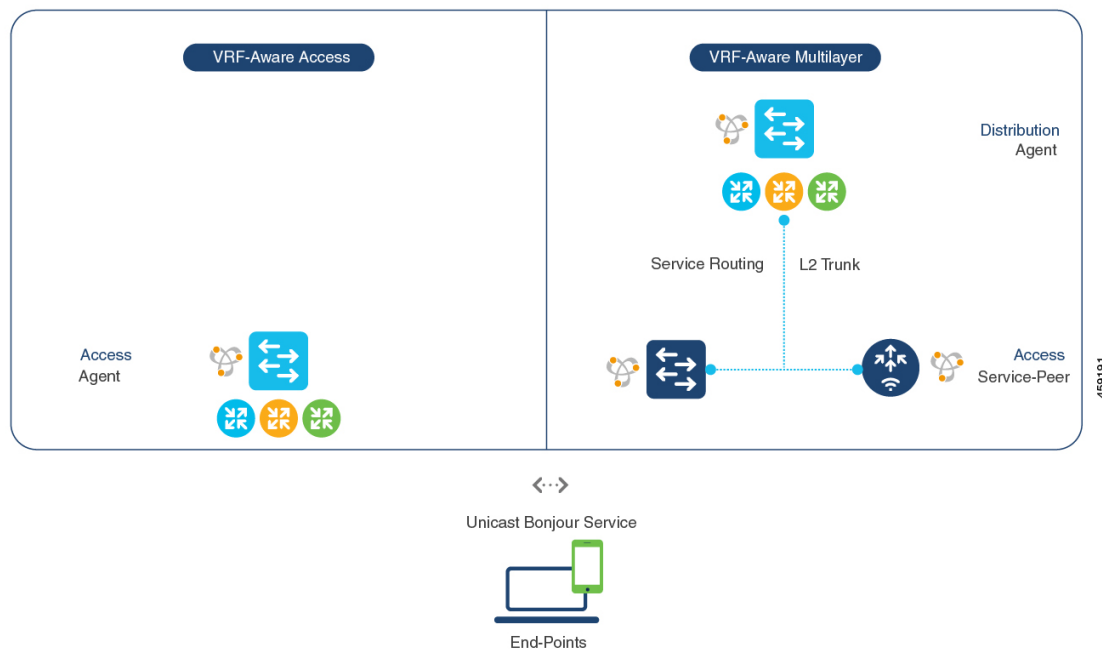 VRF-Aware Access
VRF-Aware Multilayer
Distribution
Agent
Service Routing
L2 Trunk
Access
Agent
Access
Service-Peer
459191
Unicast Bonjour Service
End-Points